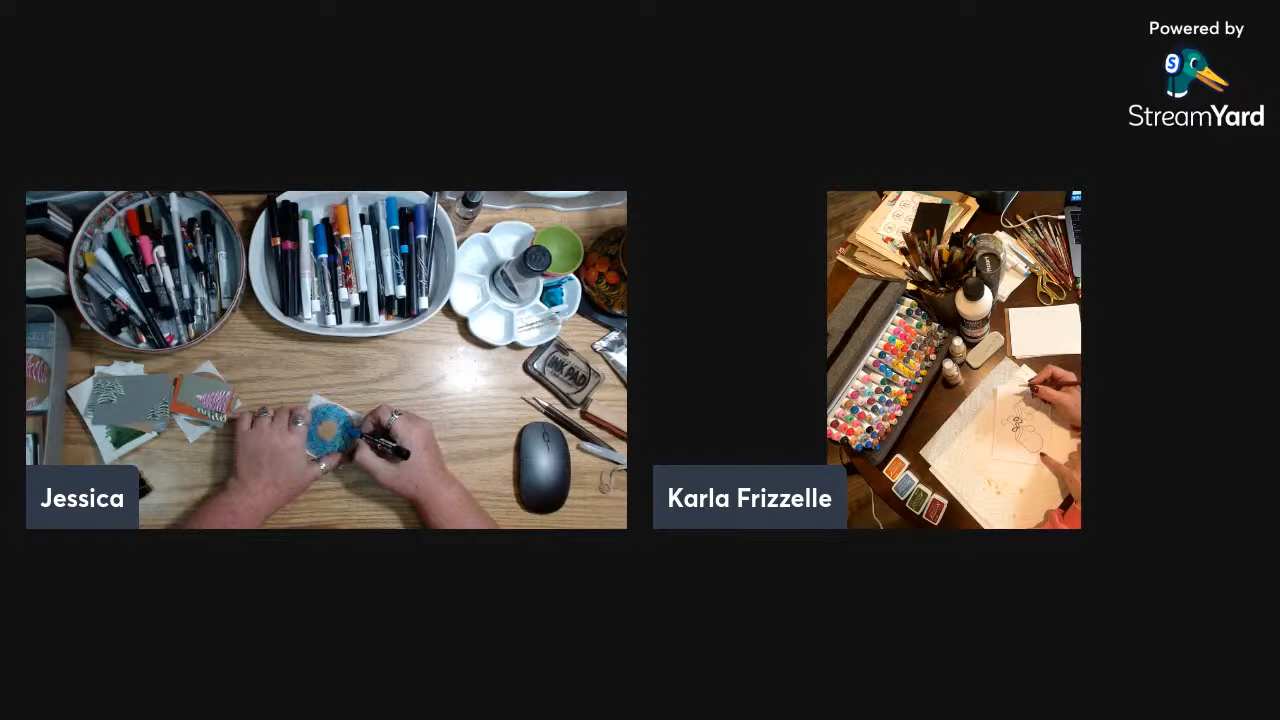 Powered by
S
StreamYard
INK PAD
Jessica
Karla Frizzelle